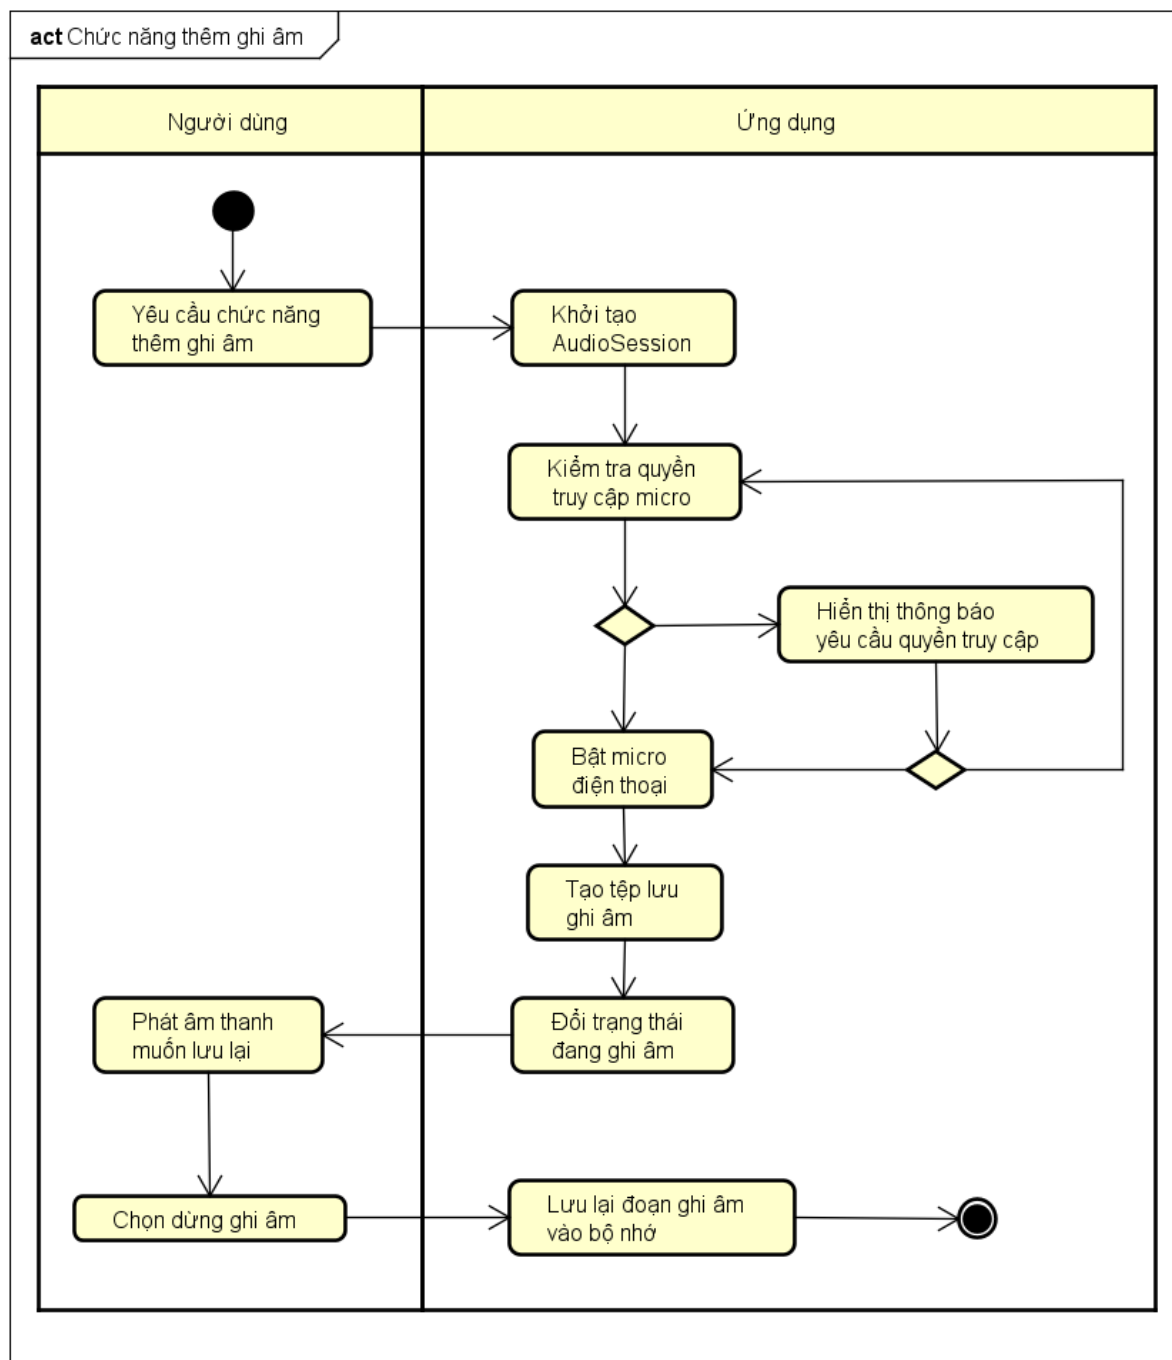 act Chức năng thêm ghi âm
Người dùng
Ứng dụng
Yêu cầu chức năng
thêm ghi âm
Khởi tạo
AudioSession
Kiểm tra quyền
truy cập micro
Hiển thị thông báo
yêu cầu quyền truy cập
Bật micro
điện thoại
Tạo tệp lưu
ghi âm
Đổi trạng thái
đang ghi âm
Phát âm thanh
muốn lưu lại
Chọn dừng ghi âm
Lưu lại đoạn ghi âm
vào bộ nhớ